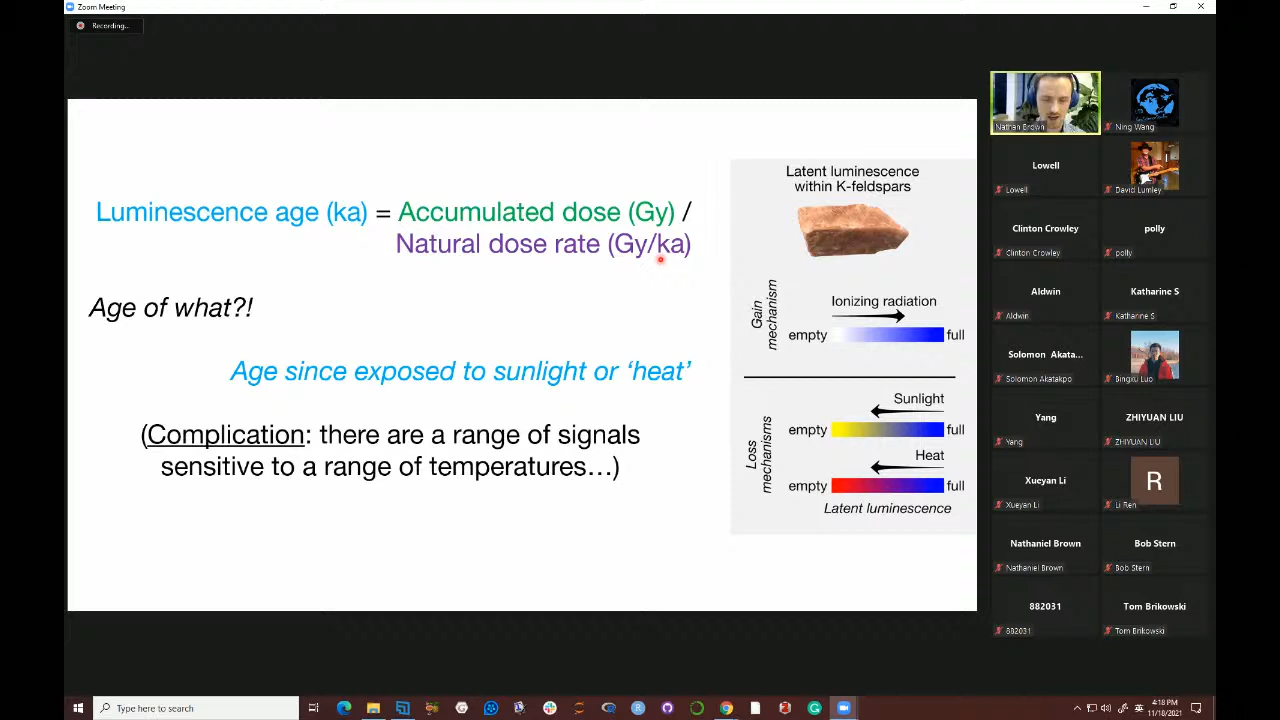 Zoom Meeting
Recording...
Luminescence age (ka) = Accumulated dose (Gy) /
Natural dose rate (Gy/ka)
Age of what?!
Age since exposed to sunlight or ‘heat’
(Complication: there are a range of signals
sensitive to a range of temperatures…)
Latent luminescence
within K-feldspars
Gain
mechanism
Ionizing radiation
empty
full
Loss
mechanisms
Sunlight
empty
full
Heat
empty
full
Latent luminescence
Nathan Brown
Ning Wang
Lowell
Lowell
David Lumley
Clinton Crowley
Clinton Crowley
polly
polly
Aldwin
Aldwin
Katharine S
Katharine S
Solomon Akata...
Solomon Akatakpo
Bingxu Luo
Yang
Yang
ZHIYUAN LIU
ZHIYUAN LIU
Xueyan Li
Xueyan Li
R
Li Ren
Nathaniel Brown
Nathaniel Brown
Bob Stern
Bob Stern
882031
882031
Tom Brikowski
Tom Brikowski
Type here to search
4:18 PM
11/18/2021